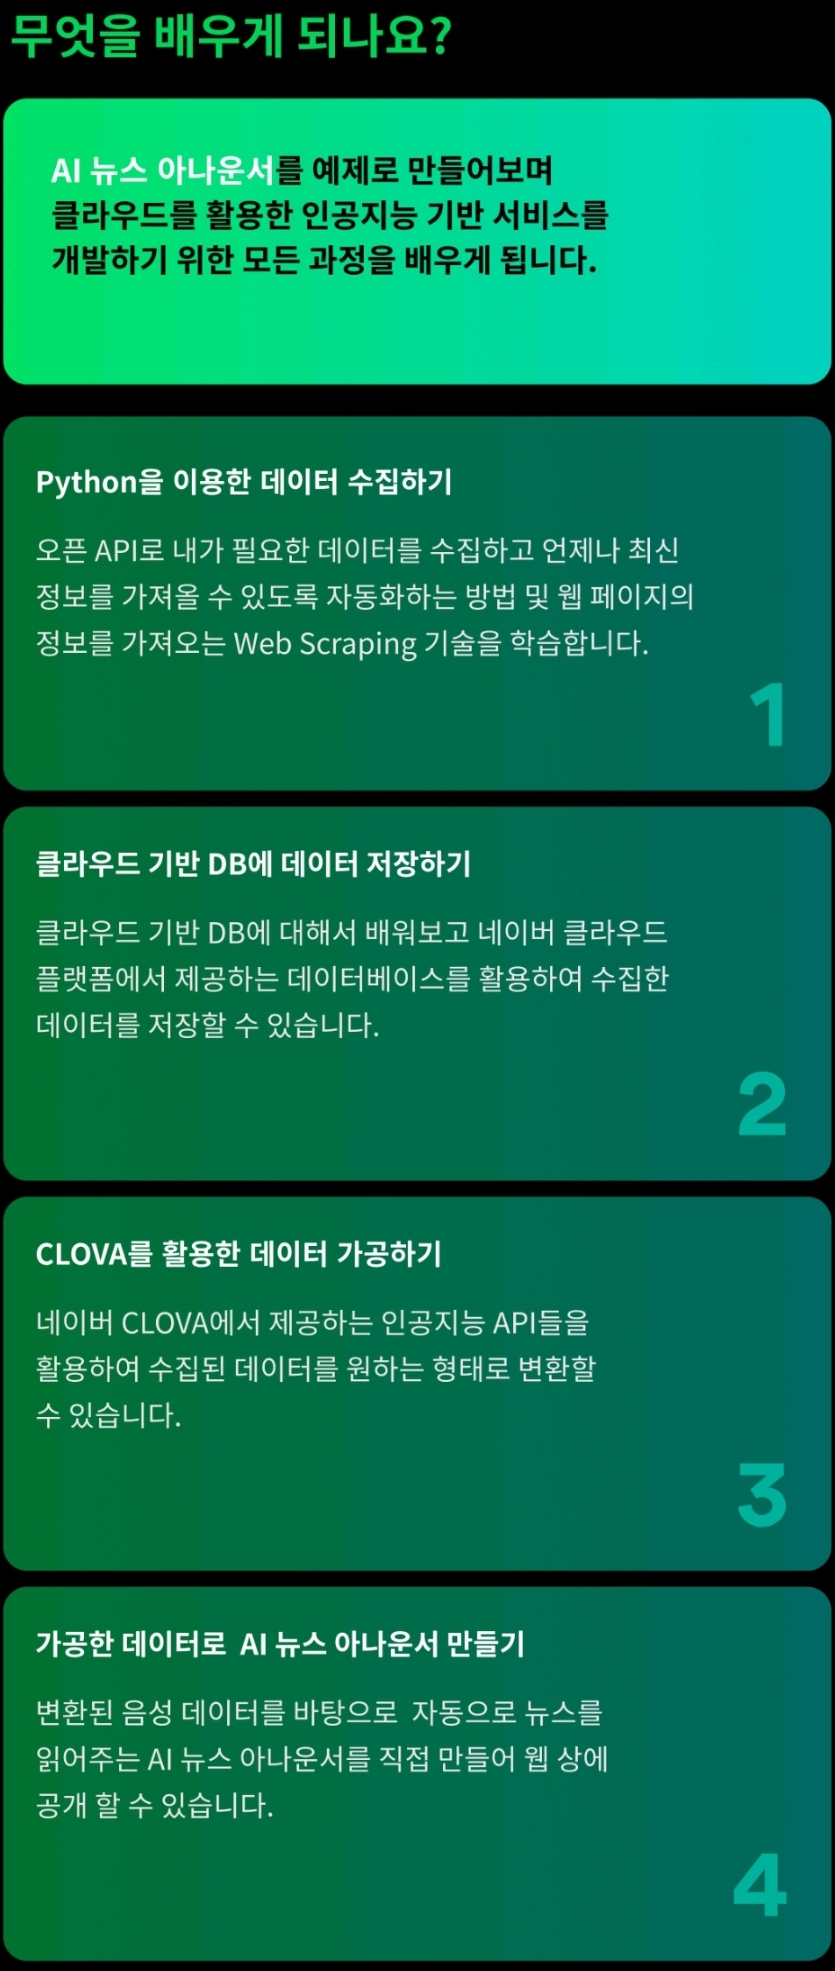 무엇을 배우게 되나요?
AI 뉴스 아나운서를 예제로 만들어보며
클라우드를 활용한 인공지능 기반 서비스를
개발하기 위한 모든 과정을 배우게 됩니다.
Python을 이용한 데이터 수집하기
오픈 API로 내가 필요한 데이터를 수집하고 언제나 최신
정보를 가져올 수 있도록 자동화하는 방법 및 웹 페이지의
정보를 가져오는 Web Scraping 기술을 학습합니다.
1
클라우드 기반 DB에 데이터 저장하기
클라우드 기반 DB에 대해서 배워보고 네이버 클라우드
플랫폼에서 제공하는 데이터베이스를 활용하여 수집한
데이터를 저장할 수 있습니다.
2
CLOVA를 활용한 데이터 가공하기
네이버 CLOVA에서 제공하는 인공지능 API들을
활용하여 수집된 데이터를 원하는 형태로 변환할
수 있습니다.
3
가공한 데이터로  AI 뉴스 아나운서 만들기
변환된 음성 데이터를 바탕으로  자동으로 뉴스를
읽어주는 AI 뉴스 아나운서를 직접 만들어 웹 상에
공개 할 수 있습니다.
4